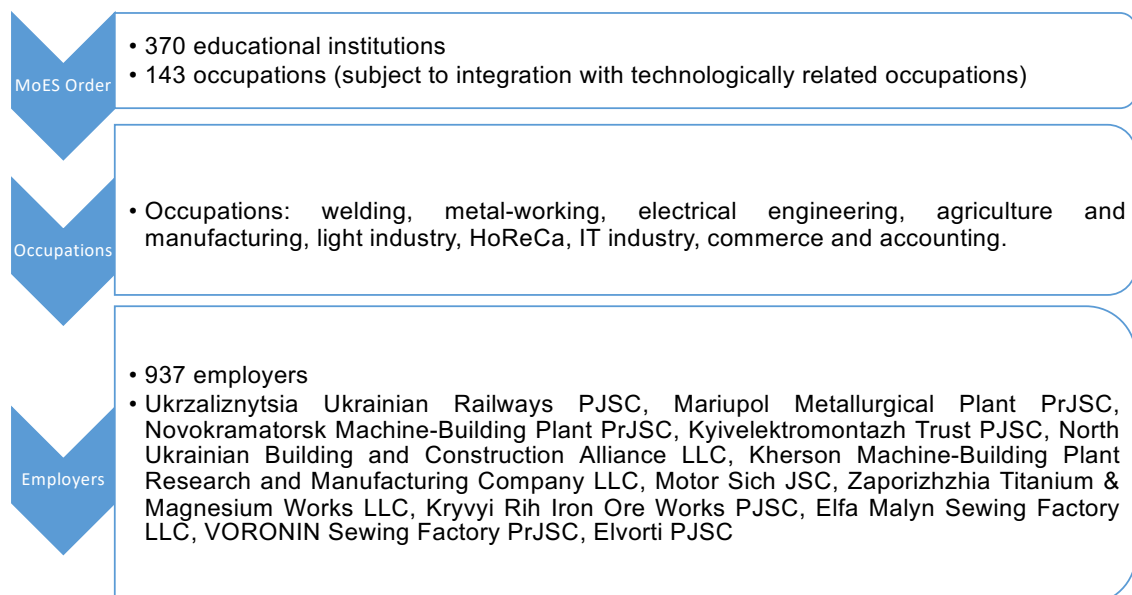 MoES Order
• 370 educational institutions
• 143 occupations (subject to integration with technologically related occupations)
Occupations
• Occupations: welding, metal-working, electrical engineering, agriculture and
manufacturing, light industry, HoReCa, IT industry, commerce and accounting.
Employers
• 937 employers
• Ukrzaliznytsia Ukrainian Railways PJSC, Mariupol Metallurgical Plant PrJSC,
Novokramatorsk Machine-Building Plant PrJSC, Kyivelektromontazh Trust PJSC, North
Ukrainian Building and Construction Alliance LLC, Kherson Machine-Building Plant
Research and Manufacturing Company LLC, Motor Sich JSC, Zaporizhzhia Titanium &
Magnesium Works LLC, Kryvyi Rih Iron Ore Works PJSC, Elfa Malyn Sewing Factory
LLC, VORONIN Sewing Factory PrJSC, Elvorti PJSC